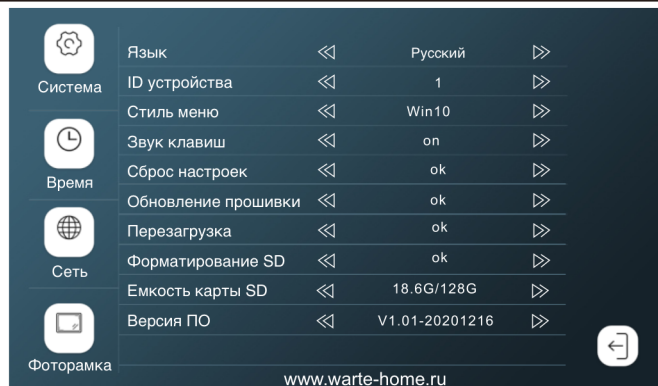 Система
Время
Сеть
Фоторамка
Язык Русский
ID устройства 1
Стиль меню Win10
Звук клавиш on
Сброс настроек ok
Обновление прошивки ok
Перезагрузка ok
Форматирование SD ok
Емкость карты SD 18.6G/128G
Версия ПО V1.01-20201216
www.warte-home.ru